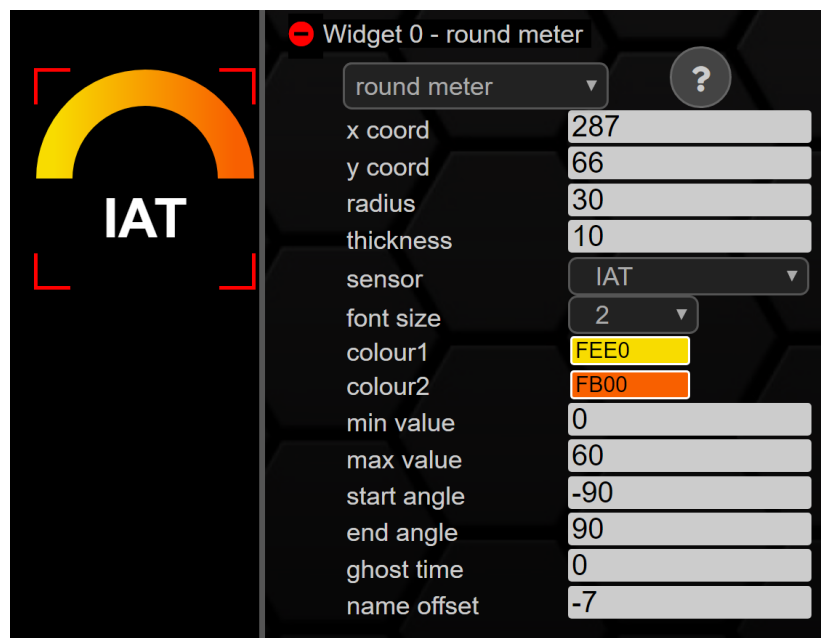 IAT
Widget 0 - round meter
round meter ▼ ?
x coord 287
y coord 66
radius 30
thickness 10
sensor IAT ▼
font size 2 ▼
colour1 FEE0
colour2 FB00
min value 0
max value 60
start angle -90
end angle 90
ghost time 0
name offset -7